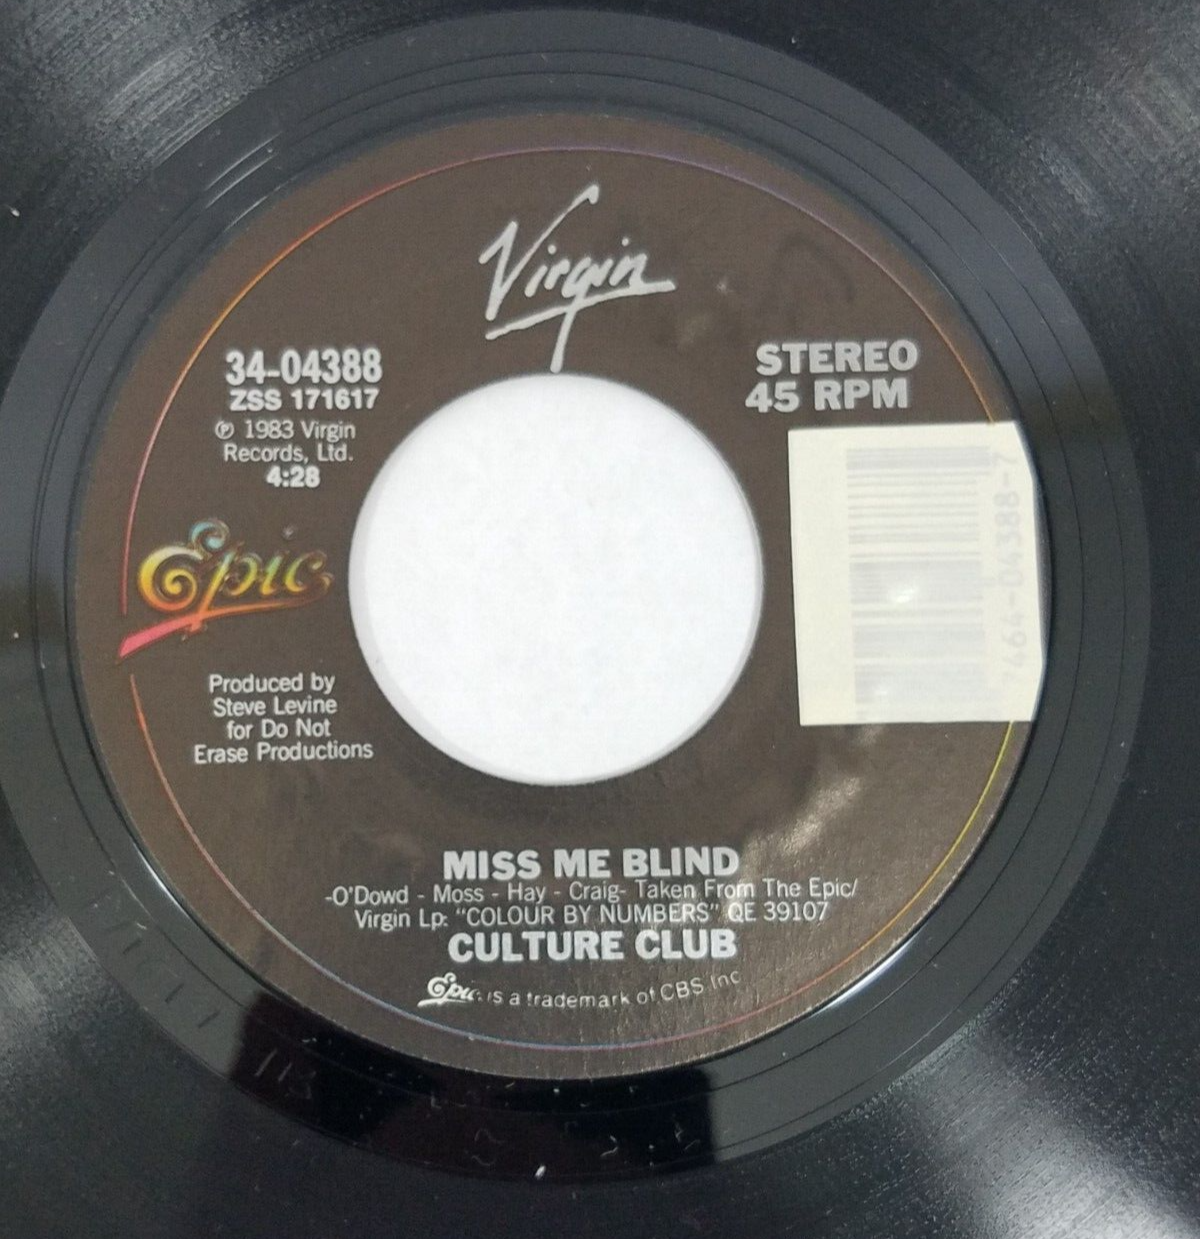 Virgin
34-04388
ZSS 171617
℗ 1983 Virgin
Records, Ltd.
4:28
STEREO
45 RPM
Epic
Produced by
Steve Levine
for Do Not
Erase Productions
MISS ME BLIND
-O'Dowd - Moss - Hay - Craig- Taken From The Epic/
Virgin Lp: "COLOUR BY NUMBERS" QE 39107
CULTURE CLUB
Epic is a trademark of CBS Inc